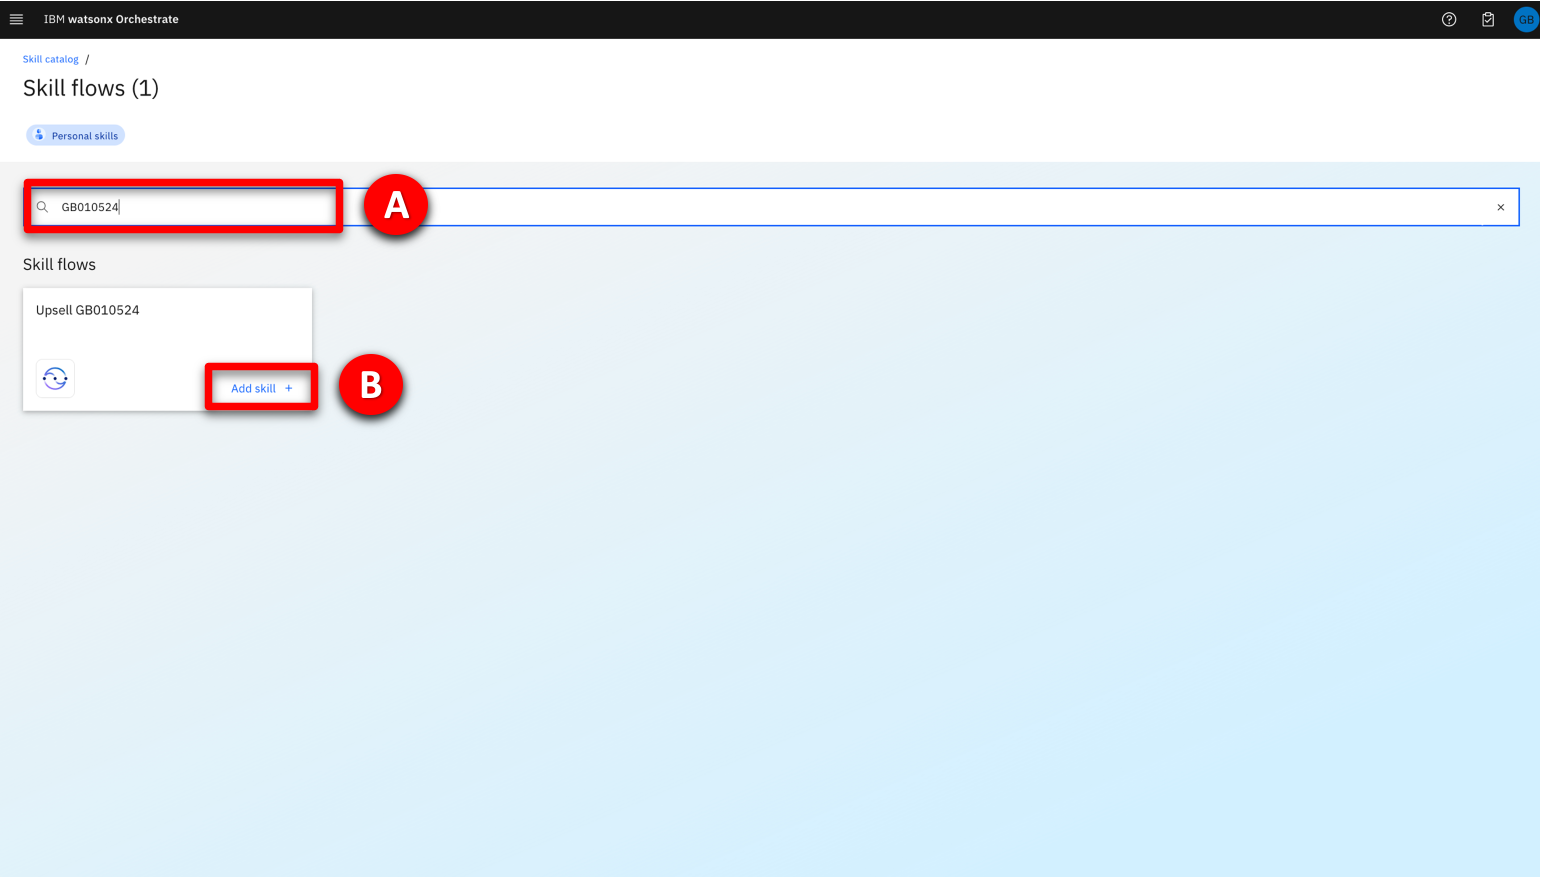 IBM watsonx Orchestrate
GB
Skill catalog /
Skill flows (1)
Personal skills
GB010524
A
Skill flows
Upsell GB010524
Add skill +
B